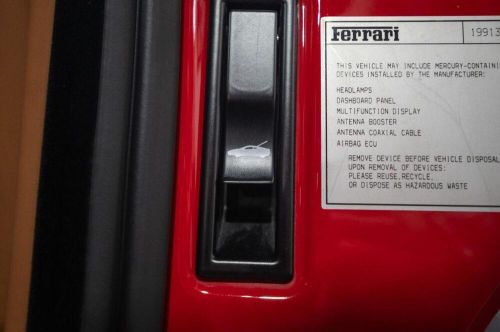 Ferrari 19913
THIS VEHICLE MAY INCLUDE MERCURY-CONTAINI
DEVICES INSTALLED BY THE MANUFACTURER:
HEADLAMPS
DASHBOARD PANEL
MULTIFUNCTION DISPLAY
ANTENNA BOOSTER
ANTENNA COAXIAL CABLE
AIRBAG ECU
REMOVE DEVICE BEFORE VEHICLE DISPOSAL
UPON REMOVAL OF DEVICES:
PLEASE REUSE,RECYCLE,
OR DISPOSE AS HAZARDOUS WASTE